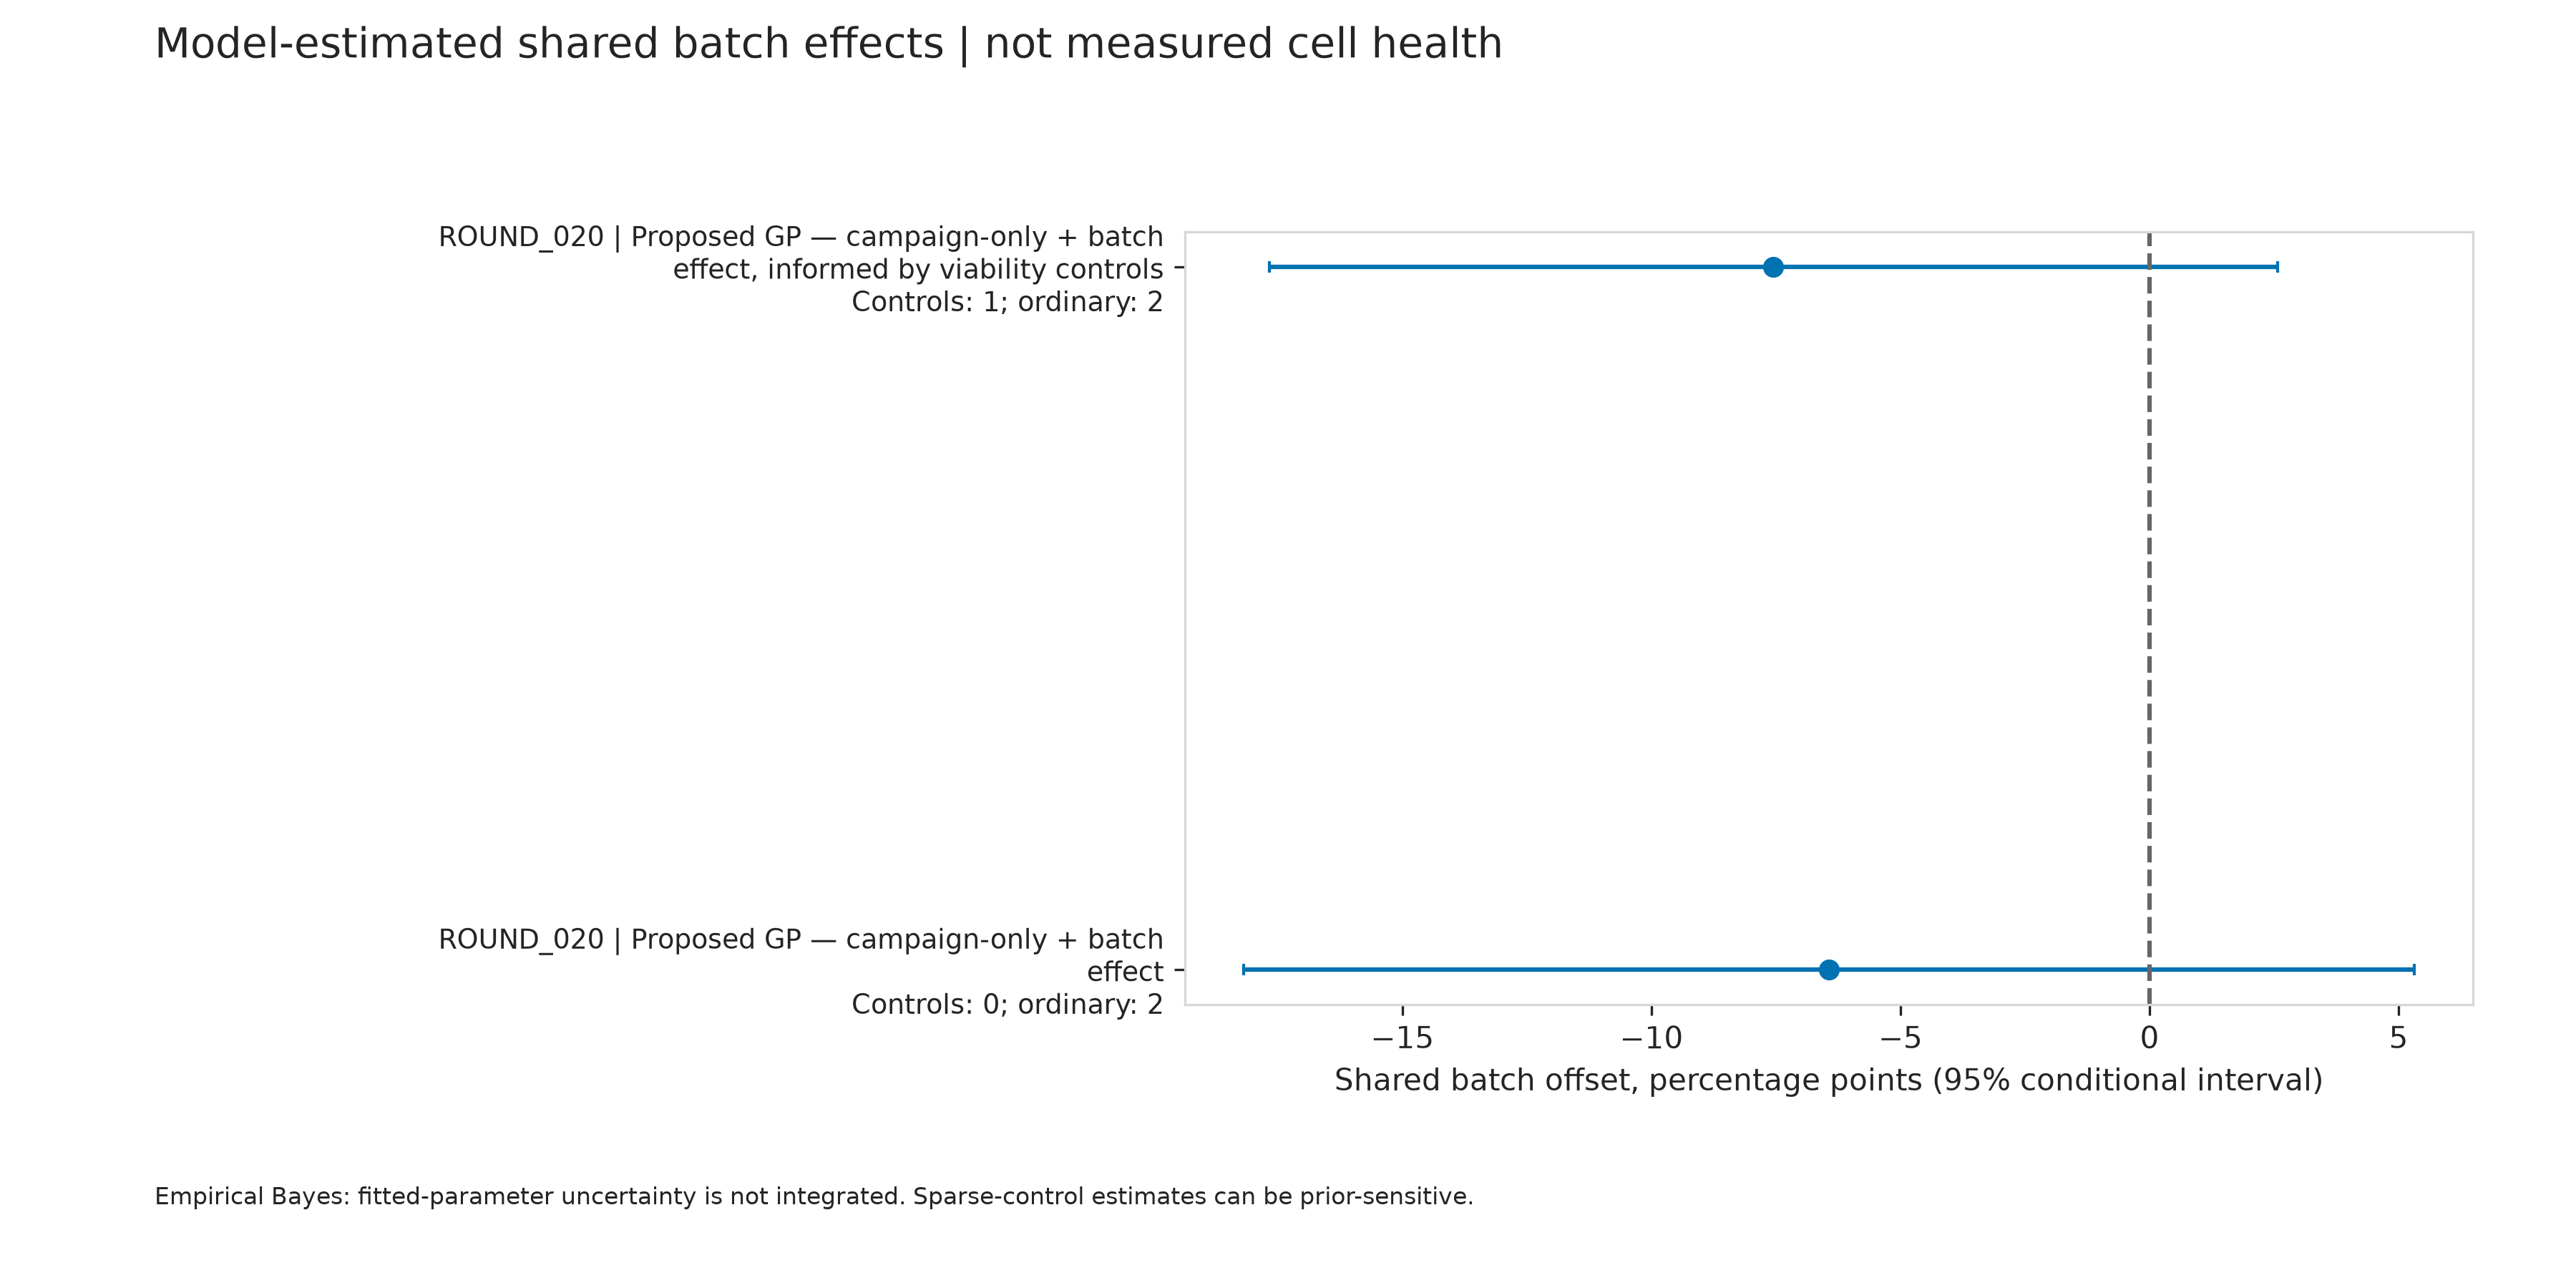 Model-estimated shared batch effects | not measured cell health
ROUND_020 | Proposed GP — campaign-only + batch
effect, informed by viability controls
Controls: 1; ordinary: 2
ROUND_020 | Proposed GP — campaign-only + batch
effect
Controls: 0; ordinary: 2
−15 −10 −5 0 5
Shared batch offset, percentage points (95% conditional interval)
Empirical Bayes: fitted-parameter uncertainty is not integrated. Sparse-control estimates can be prior-sensitive.